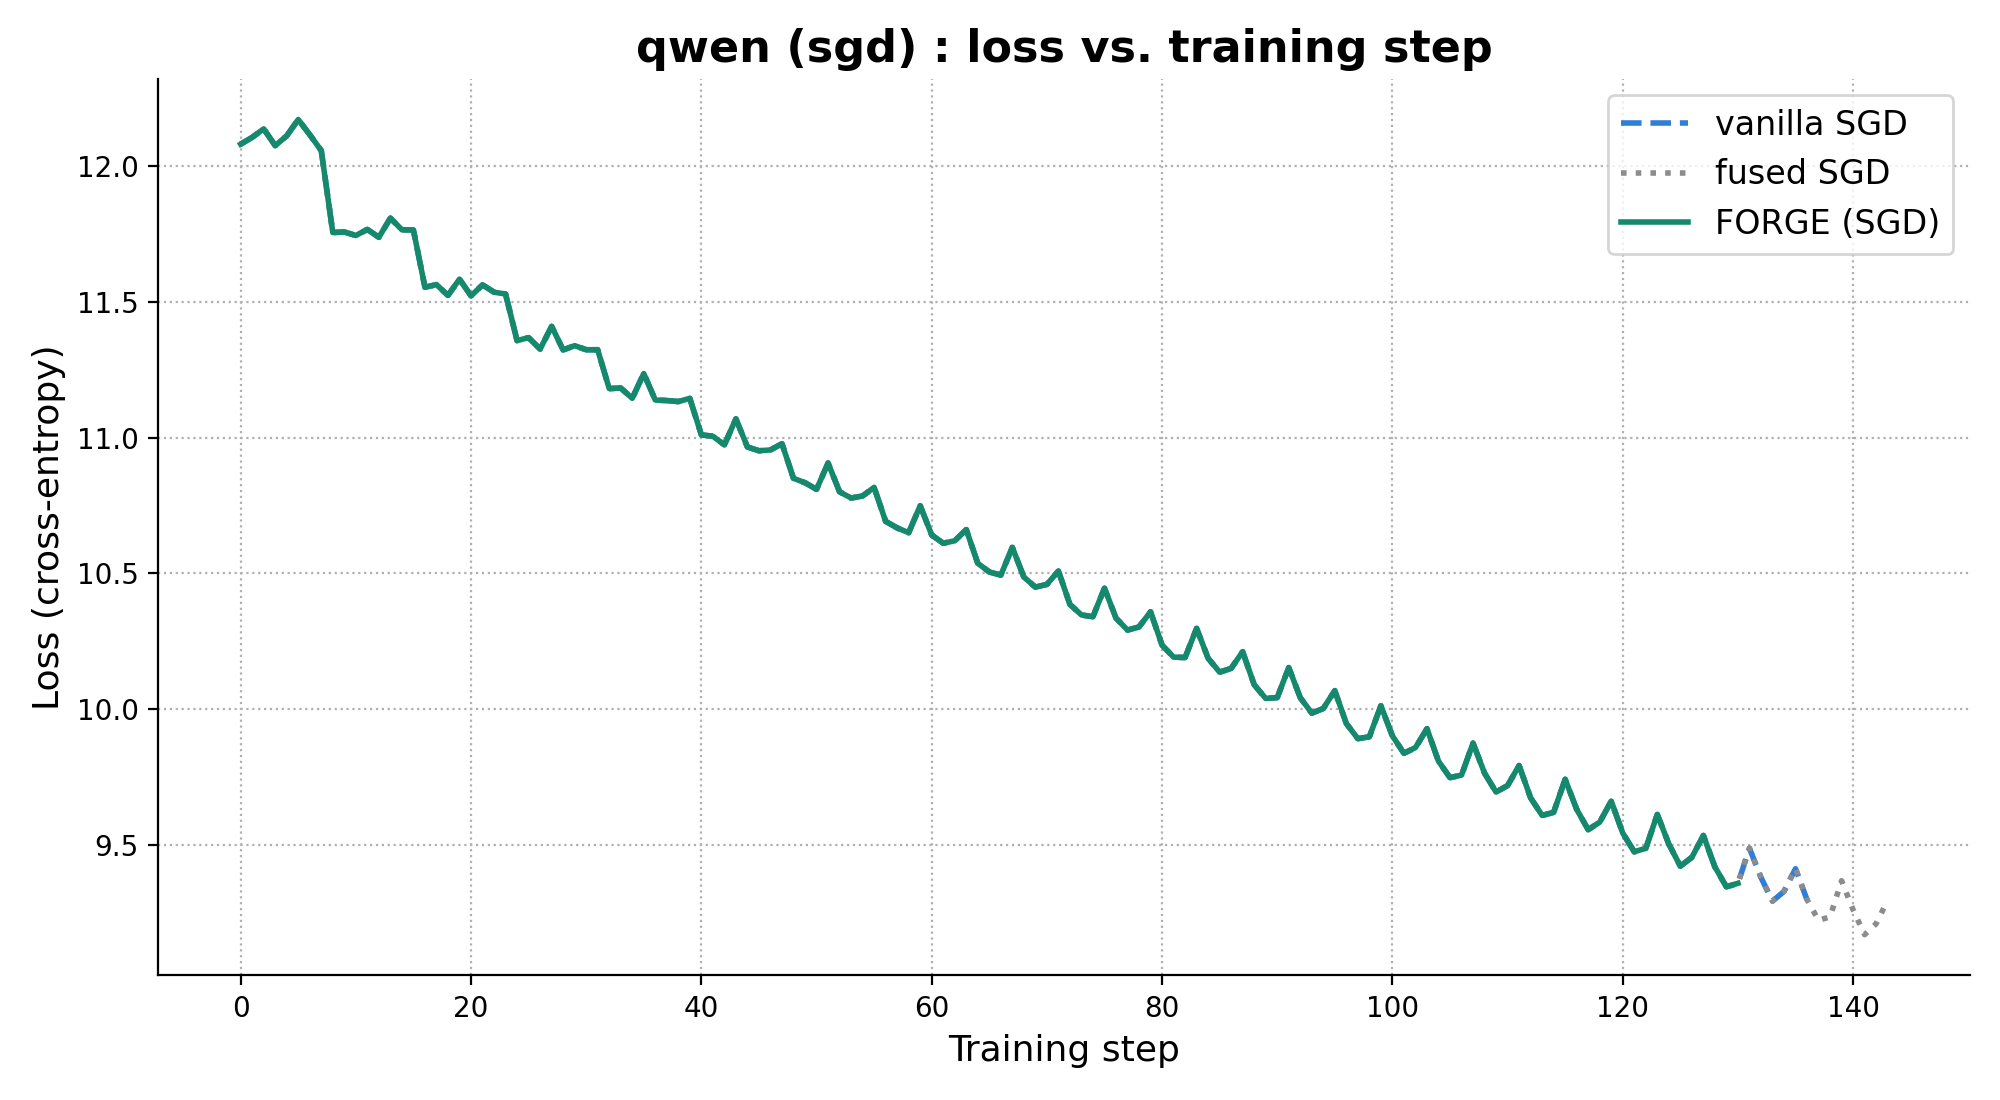 qwen (sgd) : loss vs. training step
vanilla SGD
fused SGD
FORGE (SGD)
Loss (cross-entropy)
12.0
11.5
11.0
10.5
10.0
9.5
0 20 40 60 80 100 120 140
Training step